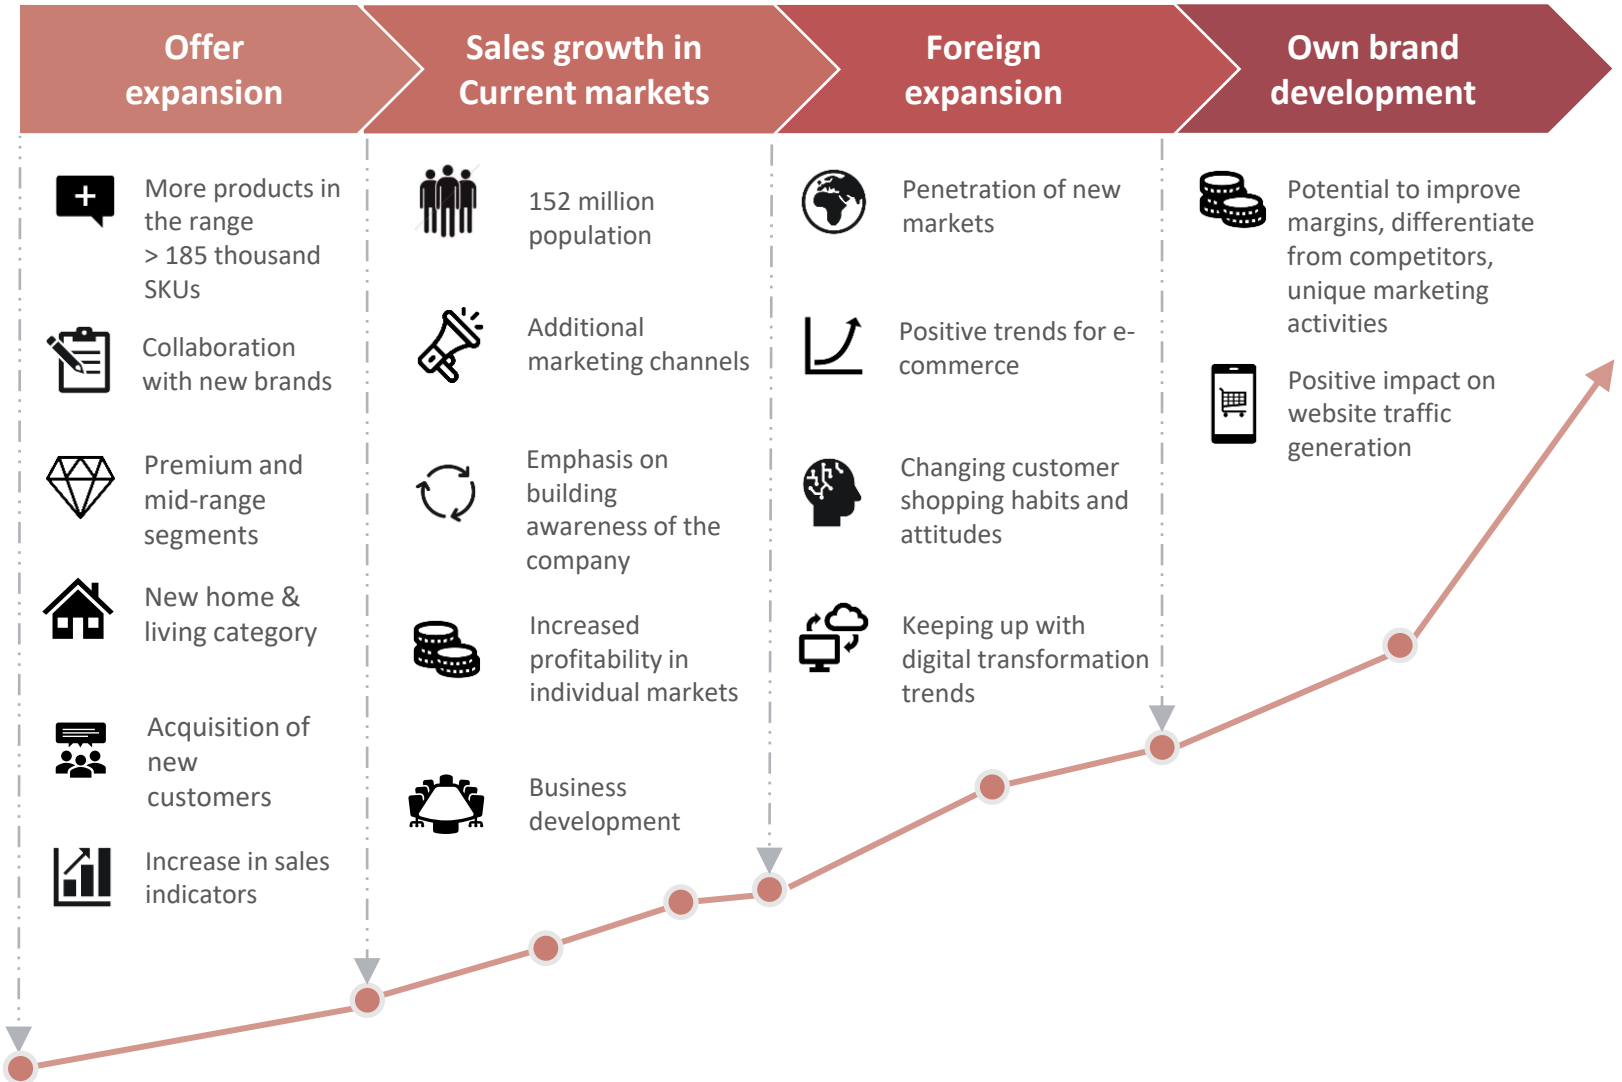 Offer
expansion
Sales growth in
Current markets
Foreign
expansion
Own brand
development
More products in
the range
> 185 thousand
SKUs
Collaboration
with new brands
Premium and
mid-range
segments
New home &
living category
Acquisition of
new
customers
Increase in sales
indicators
152 million
population
Additional
marketing channels
Emphasis on
building
awareness of the
company
Increased
profitability in
individual markets
Business
development
Penetration of new
markets
Positive trends for e-
commerce
Changing customer
shopping habits and
attitudes
Keeping up with
digital transformation
trends
Potential to improve
margins, differentiate
from competitors,
unique marketing
activities
Positive impact on
website traffic
generation